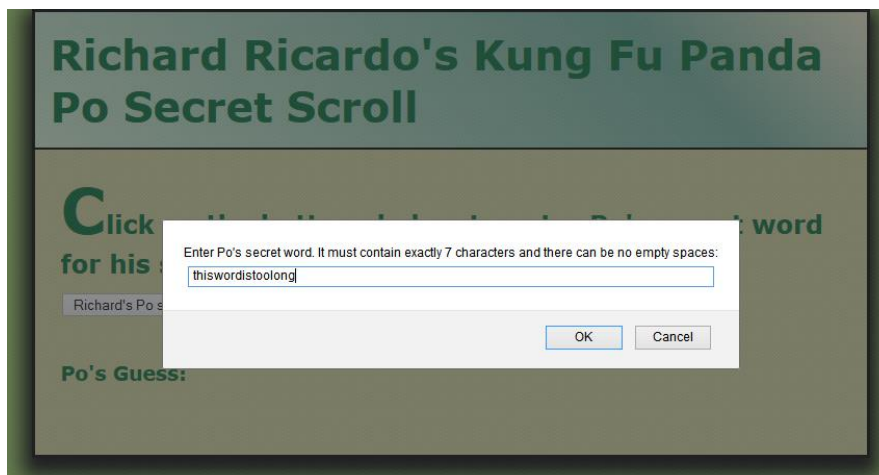 Richard Ricardo's Kung Fu Panda
Po Secret Scroll
Click word
for his
Enter Po's secret word. It must contain exactly 7 characters and there can be no empty spaces:
thiswordistoolong
Richard's Po
OK Cancel
Po's Guess: